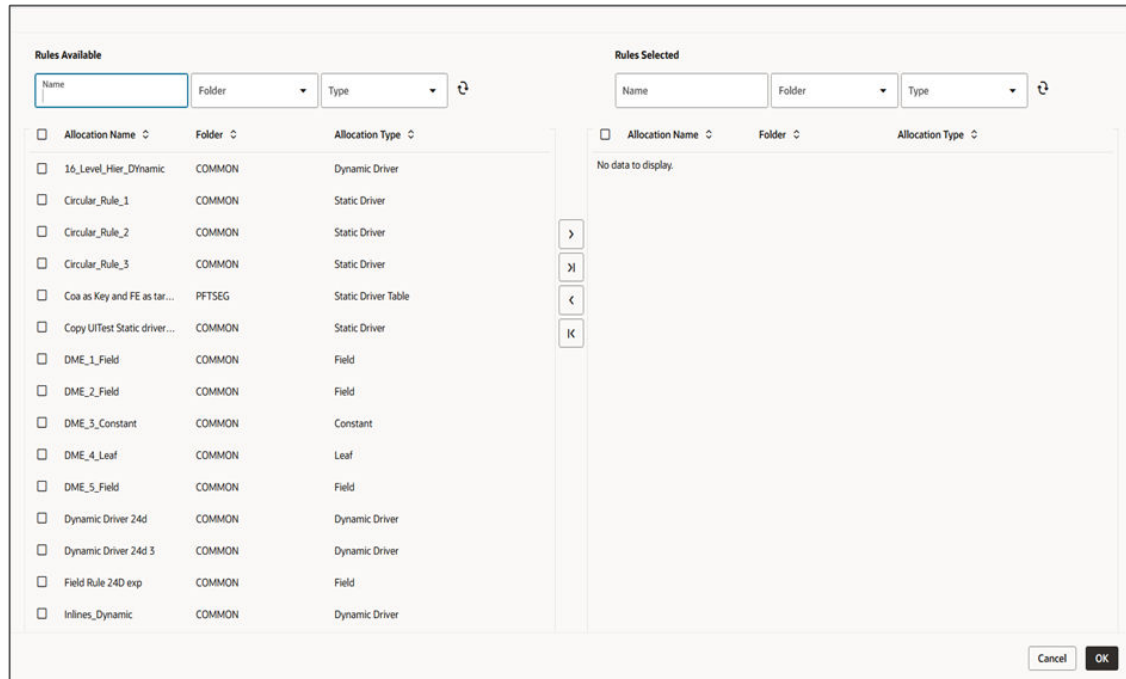 Rules Available
Rules Selected
Name Folder Type
Name Folder Type
Allocation Name Folder Allocation Type
Allocation Name Folder Allocation Type
No data to display.
16_Level_Hier_DYnamic COMMON Dynamic Driver
Circular_Rule_1 COMMON Static Driver
Circular_Rule_2 COMMON Static Driver
Circular_Rule_3 COMMON Static Driver
Coa as Key and FE as tar... PFTSEG Static Driver Table
Copy UITest Static driver... COMMON Static Driver
DME_1_Field COMMON Field
DME_2_Field COMMON Field
DME_3_Constant COMMON Constant
DME_4_Leaf COMMON Leaf
DME_5_Field COMMON Field
Dynamic Driver 24d COMMON Dynamic Driver
Dynamic Driver 24d 3 COMMON Dynamic Driver
Field Rule 24D exp COMMON Field
Inlines_Dynamic COMMON Dynamic Driver
Cancel OK